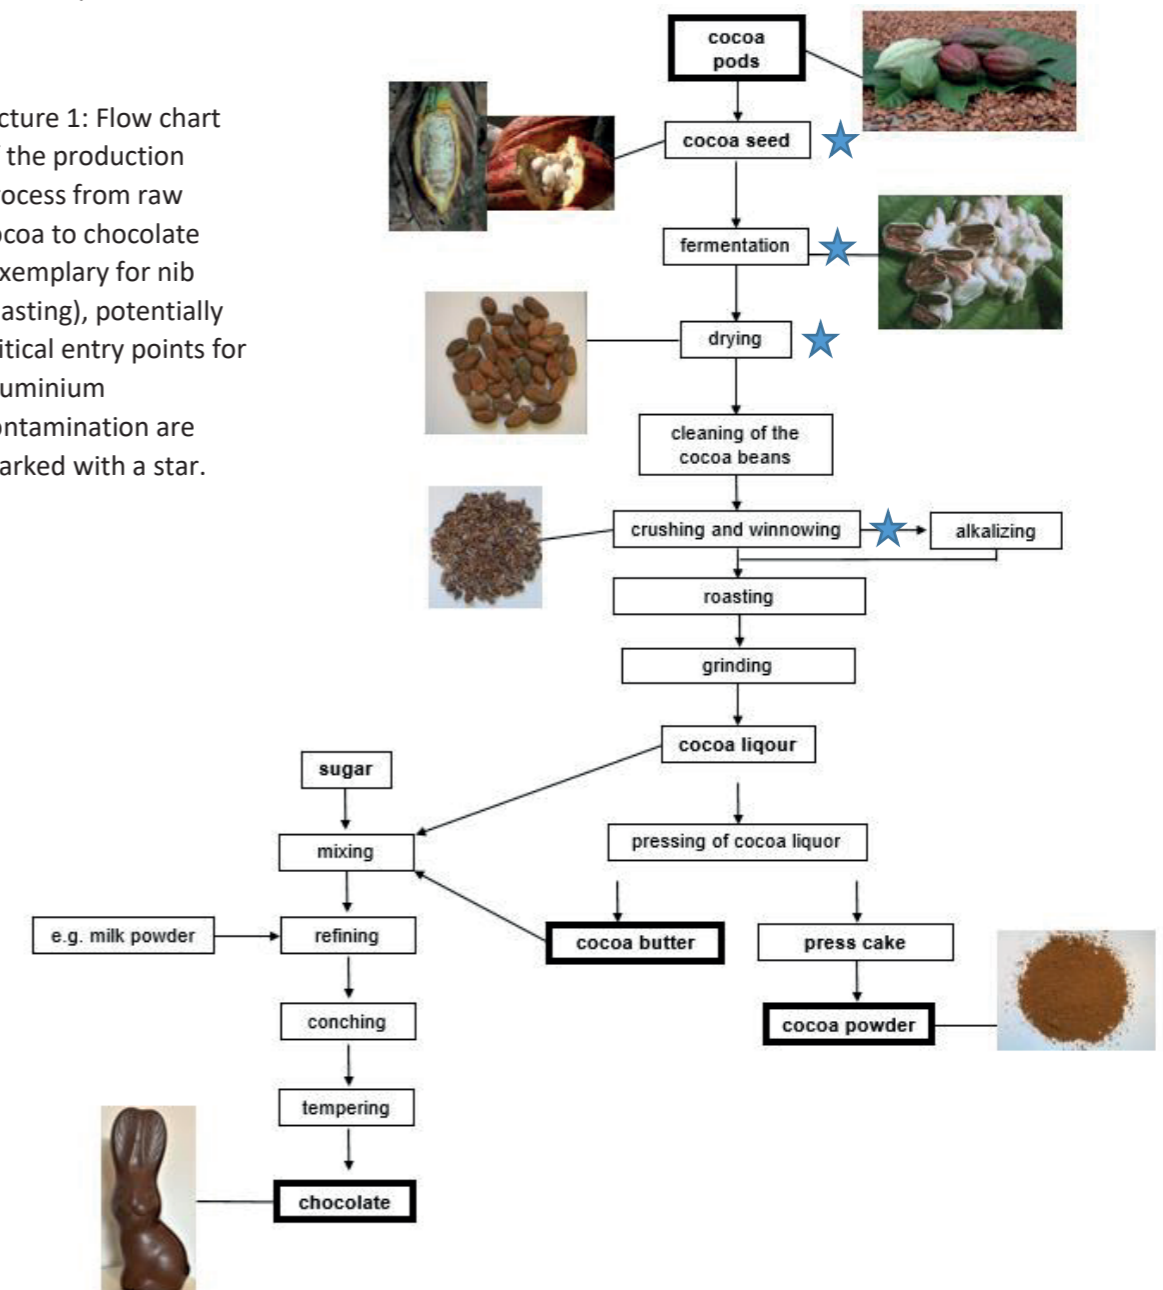 cture 1: Flow chart
the production
rocess from raw
ocoa to chocolate
xemplary for nib
asting), potentially
itical entry points for
uminium
ontamination are
arked with a star.
cocoa
pods
cocoa seed
fermentation
drying
cleaning of the
cocoa beans
crushing and winnowing
alkalizing
roasting
grinding
cocoa liqour
sugar
mixing
pressing of cocoa liquor
e.g. milk powder
refining
cocoa butter
press cake
conching
cocoa powder
tempering
chocolate